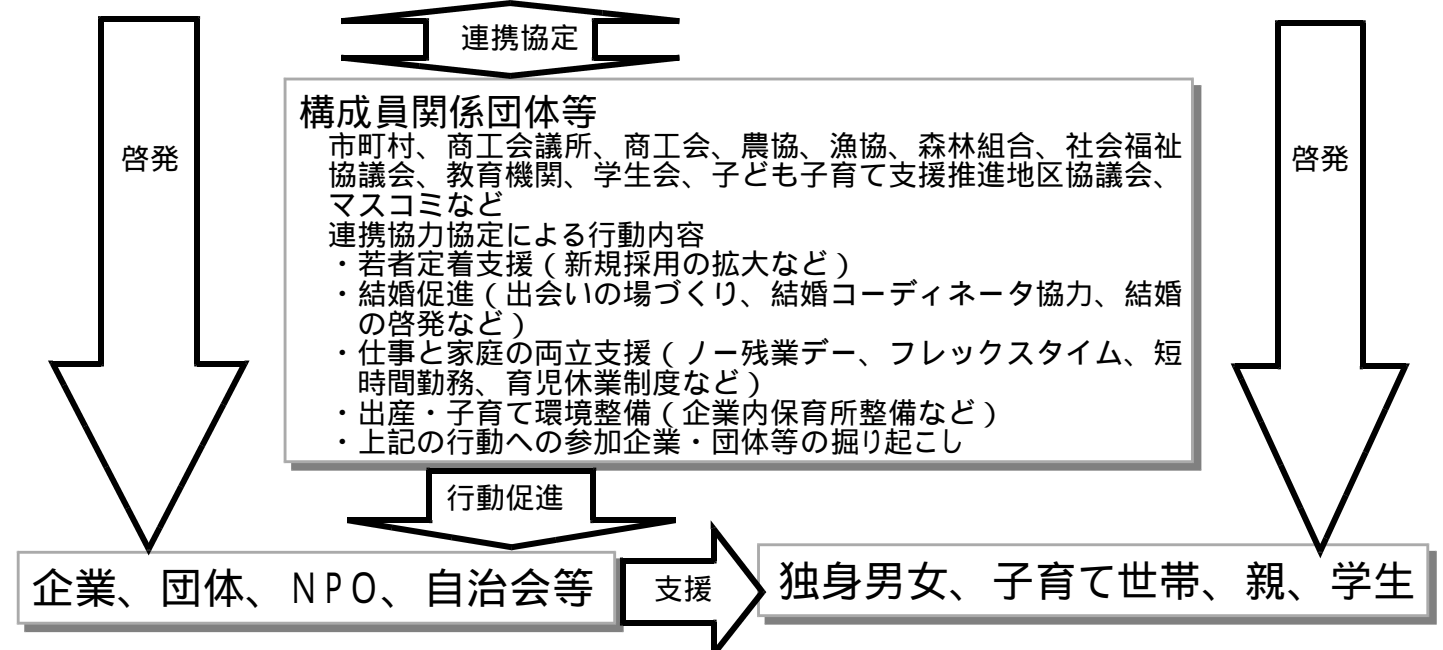 連携協定
啓発
啓発
構成員関係団体等
市町村、商工会議所、商工会、農協、漁協、森林組合、社会福祉
協議会、教育機関、学生会、子ども子育て支援推進地区協議会、
マスコミなど
連携協力協定による行動内容
・若者定着支援(新規採用の拡大など)
・結婚促進(出会いの場づくり、結婚コーディネータ協力、結婚
の啓発など)
・仕事と家庭の両立支援(ノー残業デー、フレックスタイム、短
時間勤務、育児休業制度など)
・出産・子育て環境整備(企業内保育所整備など)
・上記の行動への参加企業・団体等の掘り起こし
行動促進
企業、団体、NPO、自治会等
支援
独身男女、子育て世帯、親、学生